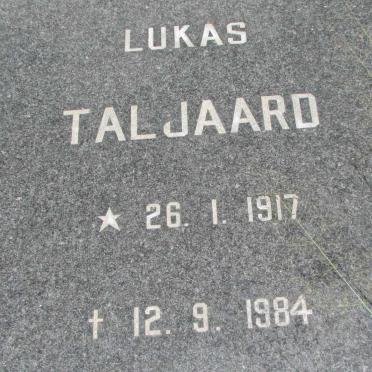 LUKAS
TALJAARD
★ 26. 1. 1917
† 12. 9. 1984